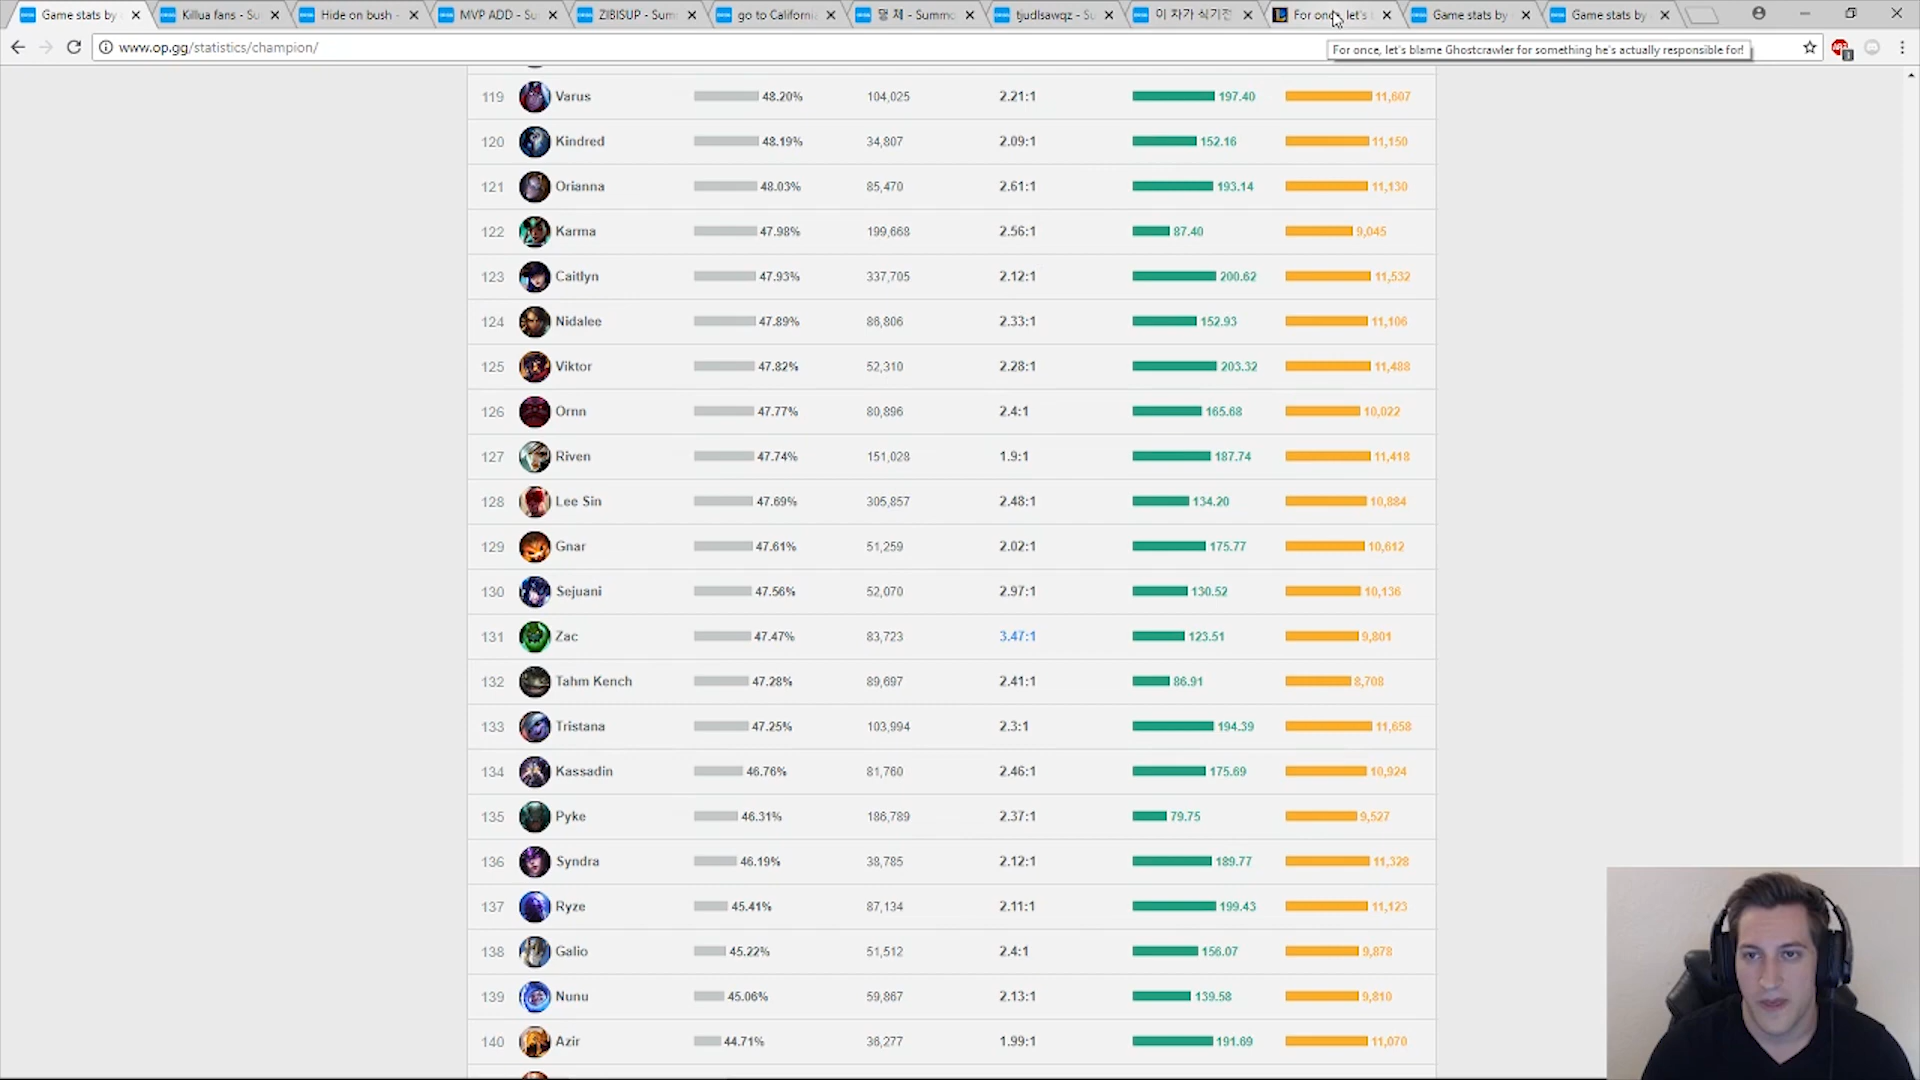 Game stats by
Killua fans - Su
Hide on bush -
MVP ADD - Su
ZIBISUP - Sum
go to Californi
맹 제 - Summo
tjudlsawqz - Su
이 차가 식기전
For once, let's
Game stats by
Game stats by
www.op.gg/statistics/champion/
For once, let's blame Ghostcrawler for something he's actually responsible for!
119 Varus 48.20% 104,025 2.21:1 197.40 11,607
120 Kindred 48.19% 34,807 2.09:1 152.16 11,150
121 Orianna 48.03% 85,470 2.61:1 193.14 11,130
122 Karma 47.98% 199,668 2.56:1 87.40 9,045
123 Caitlyn 47.93% 337,705 2.12:1 200.62 11,532
124 Nidalee 47.89% 86,806 2.33:1 152.93 11,106
125 Viktor 47.82% 52,310 2.28:1 203.32 11,488
126 Ornn 47.77% 80,896 2.4:1 165.68 10,022
127 Riven 47.74% 151,028 1.9:1 187.74 11,418
128 Lee Sin 47.69% 305,857 2.48:1 134.20 10,884
129 Gnar 47.61% 51,259 2.02:1 175.77 10,612
130 Sejuani 47.56% 52,070 2.97:1 130.52 10,136
131 Zac 47.47% 83,723 3.47:1 123.51 9,801
132 Tahm Kench 47.28% 89,697 2.41:1 86.91 8,708
133 Tristana 47.25% 103,994 2.3:1 194.39 11,658
134 Kassadin 46.76% 81,760 2.46:1 175.69 10,924
135 Pyke 46.31% 186,789 2.37:1 79.75 9,527
136 Syndra 46.19% 38,785 2.12:1 189.77 11,328
137 Ryze 45.41% 87,134 2.11:1 199.43 11,123
138 Galio 45.22% 51,512 2.4:1 156.07 9,878
139 Nunu 45.06% 59,867 2.13:1 139.58 9,810
140 Azir 44.71% 36,277 1.99:1 191.69 11,070